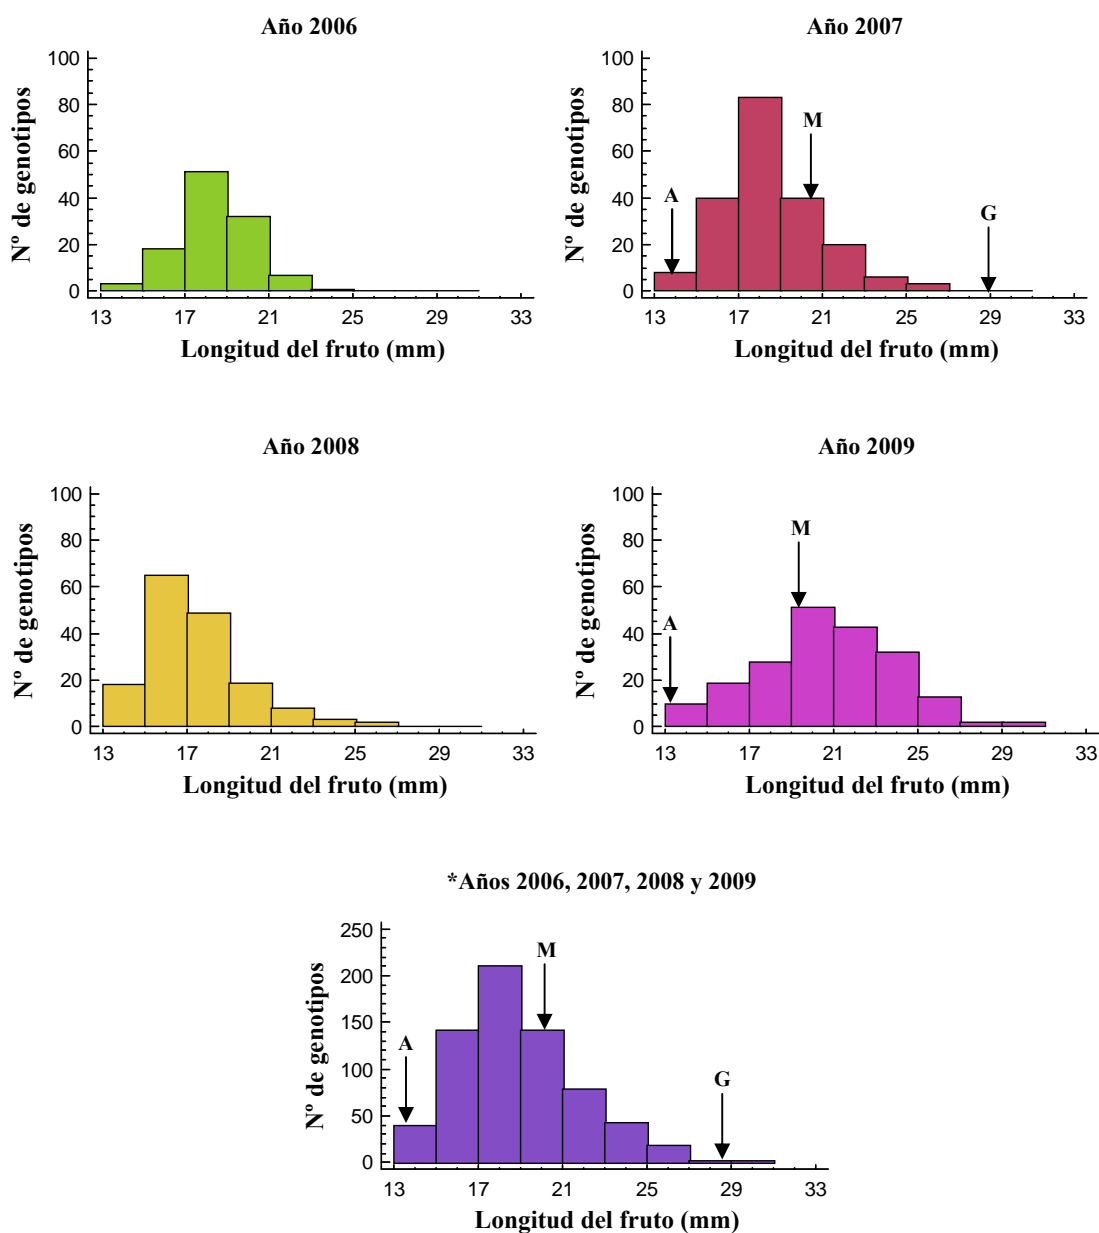 Año 2006
Nº de genotipos
100
80
60
40
20
0
13 17 21 25 29 33
Longitud del fruto (mm)
Año 2007
Nº de genotipos
100
80
60
40
20
0
A
M
G
13 17 21 25 29 33
Longitud del fruto (mm)
Año 2008
Nº de genotipos
100
80
60
40
20
0
13 17 21 25 29 33
Longitud del fruto (mm)
Año 2009
Nº de genotipos
100
80
60
40
20
0
A
M
13 17 21 25 29 33
Longitud del fruto (mm)
*Años 2006, 2007, 2008 y 2009
Nº de genotipos
250
200
150
100
50
0
A
M
G
13 17 21 25 29 33
Longitud del fruto (mm)